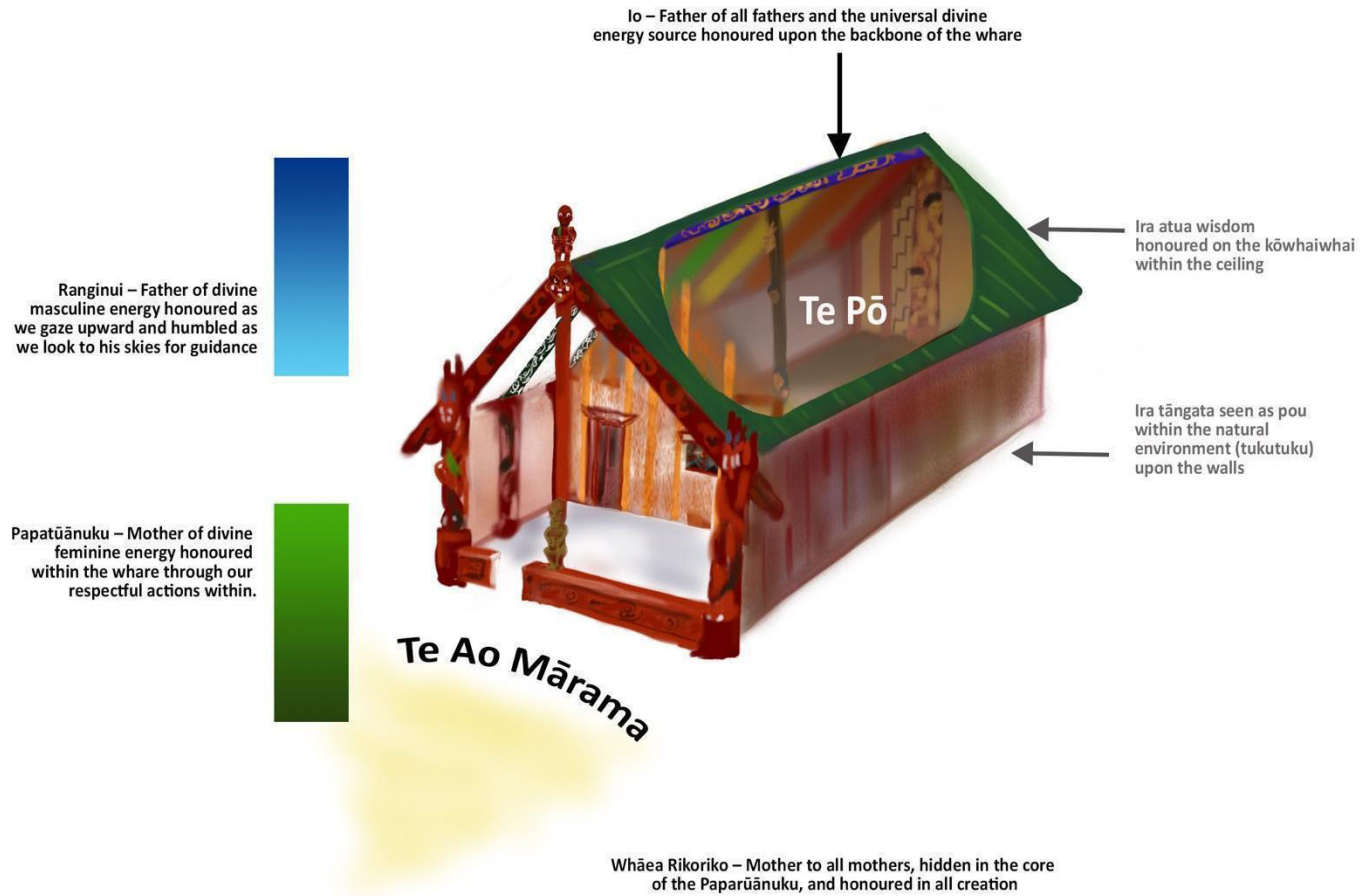 Io – Father of all fathers and the universal divine
energy source honoured upon the backbone of the whare
Ranginui – Father of divine
masculine energy honoured as
we gaze upward and humbled as
we look to his skies for guidance
Ira atua wisdom
honoured on the kōwhaiwhai
within the ceiling
Te Pō
Ira tāngata seen as pou
within the natural
environment (tukutuku)
upon the walls
Papatūānuku – Mother of divine
feminine energy honoured
within the whare through our
respectful actions within.
Te Ao Mārama
Whāea Rikoriko – Mother to all mothers, hidden in the core
of the Paparūānuku, and honoured in all creation